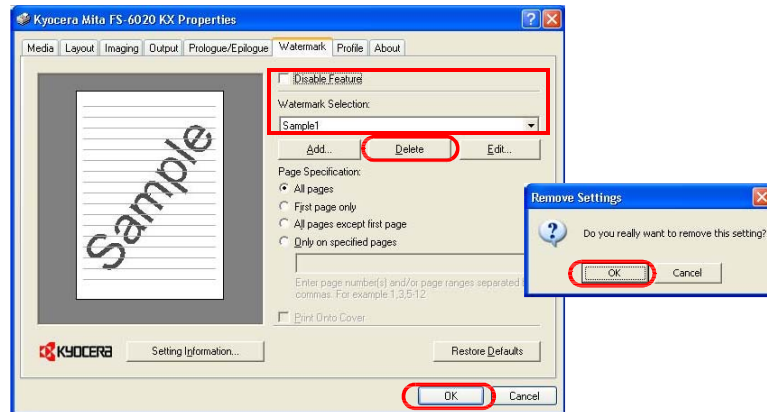 Kyocera Mita FS-6020 KX Properties
Media Layout Imaging Output Prologue/Epilogue Watermark Profile About
Disable Feature
Watermark Selection:
Sample1
Add... Delete Edit...
Page Specification:
All pages
First page only
All pages except first page
Only on specified pages
Enter page number(s) and/or page ranges separated
commas. For example 1,3,5-12
Print Onto Cover
Sample
KYOCERA Setting Information... Restore Defaults
OK Cancel
Remove Settings
Do you really want to remove this setting?
OK Cancel